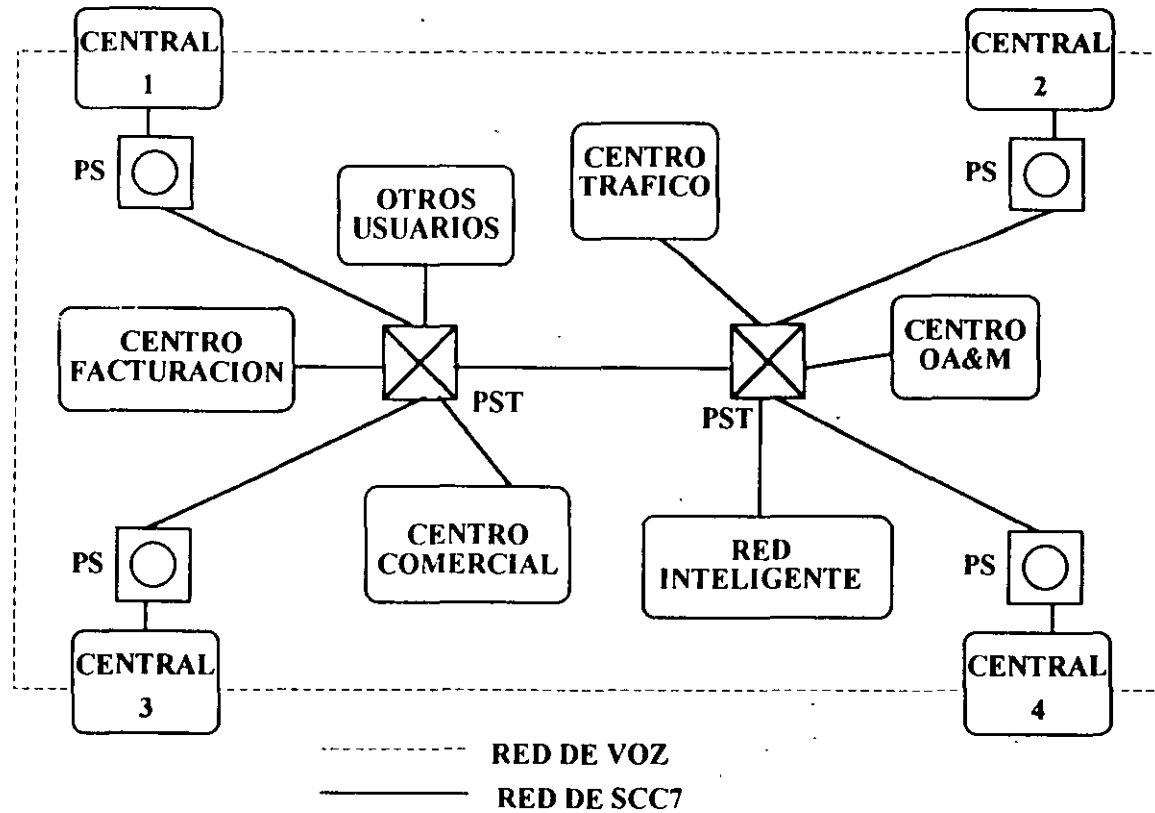 CENTRAL
1
CENTRAL
2
PS
PS
OTROS
USUARIOS
CENTRO
TRAFICO
CENTRO
FACTURACION
CENTRO
OA&M
PST
PST
CENTRO
COMERCIAL
RED
INTELIGENTE
PS
PS
CENTRAL
3
CENTRAL
4
RED DE VOZ
RED DE SCC7